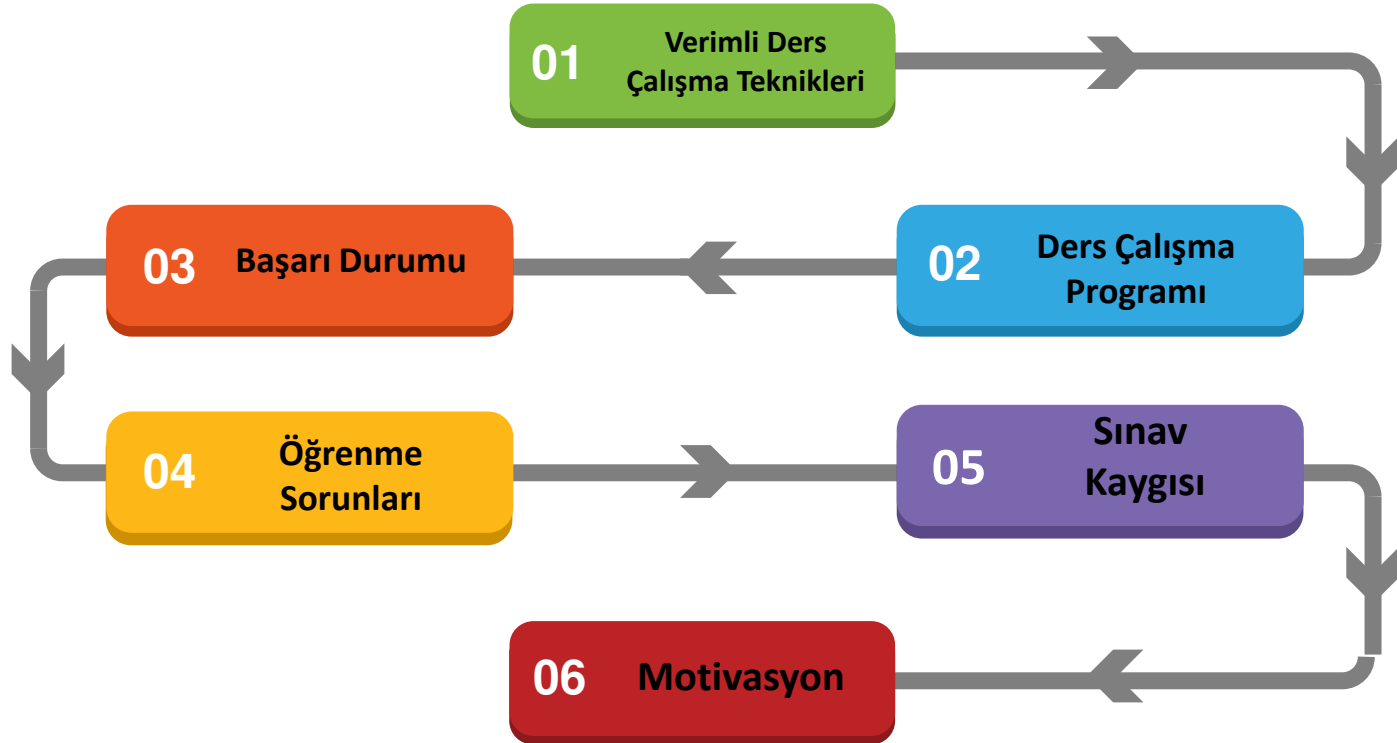 01
Verimli Ders
Çalışma Teknikleri
02
Ders Çalışma
Programı
03
Başarı Durumu
04
Öğrenme
Sorunları
05
Sınav
Kaygısı
06
Motivasyon